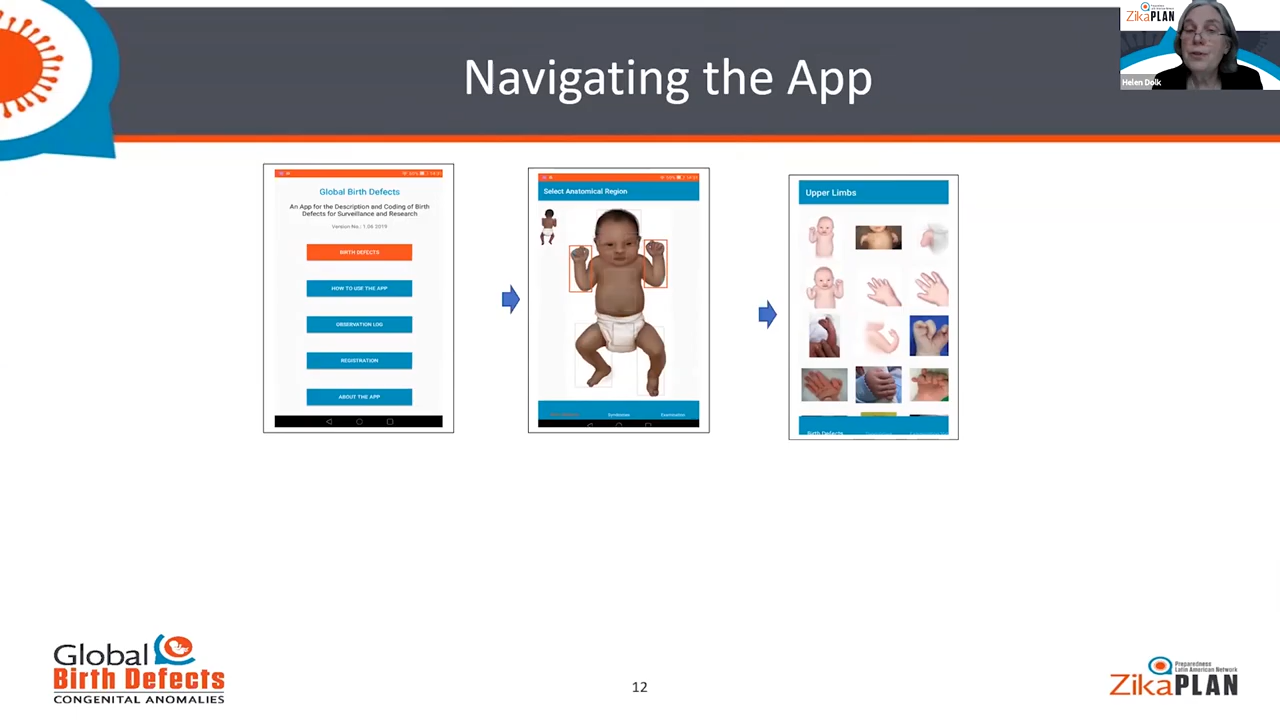 Navigating the App
ZikaPLAN
Helen Dolk
Global Birth Defects
An App for the Description and Coding of Birth
Defects for Surveillance and Research
Version No.: 1.06 2019
BIRTH DEFECTS
HOW TO USE THE APP
OBSERVATION LOG
REGISTRATION
ABOUT THE APP
Select Anatomical Region
Syndromes
Examination
Upper Limbs
Birth Defects
Global
Birth Defects
CONGENITAL ANOMALIES
12
Preparedness
Latin American Network
ZikaPLAN